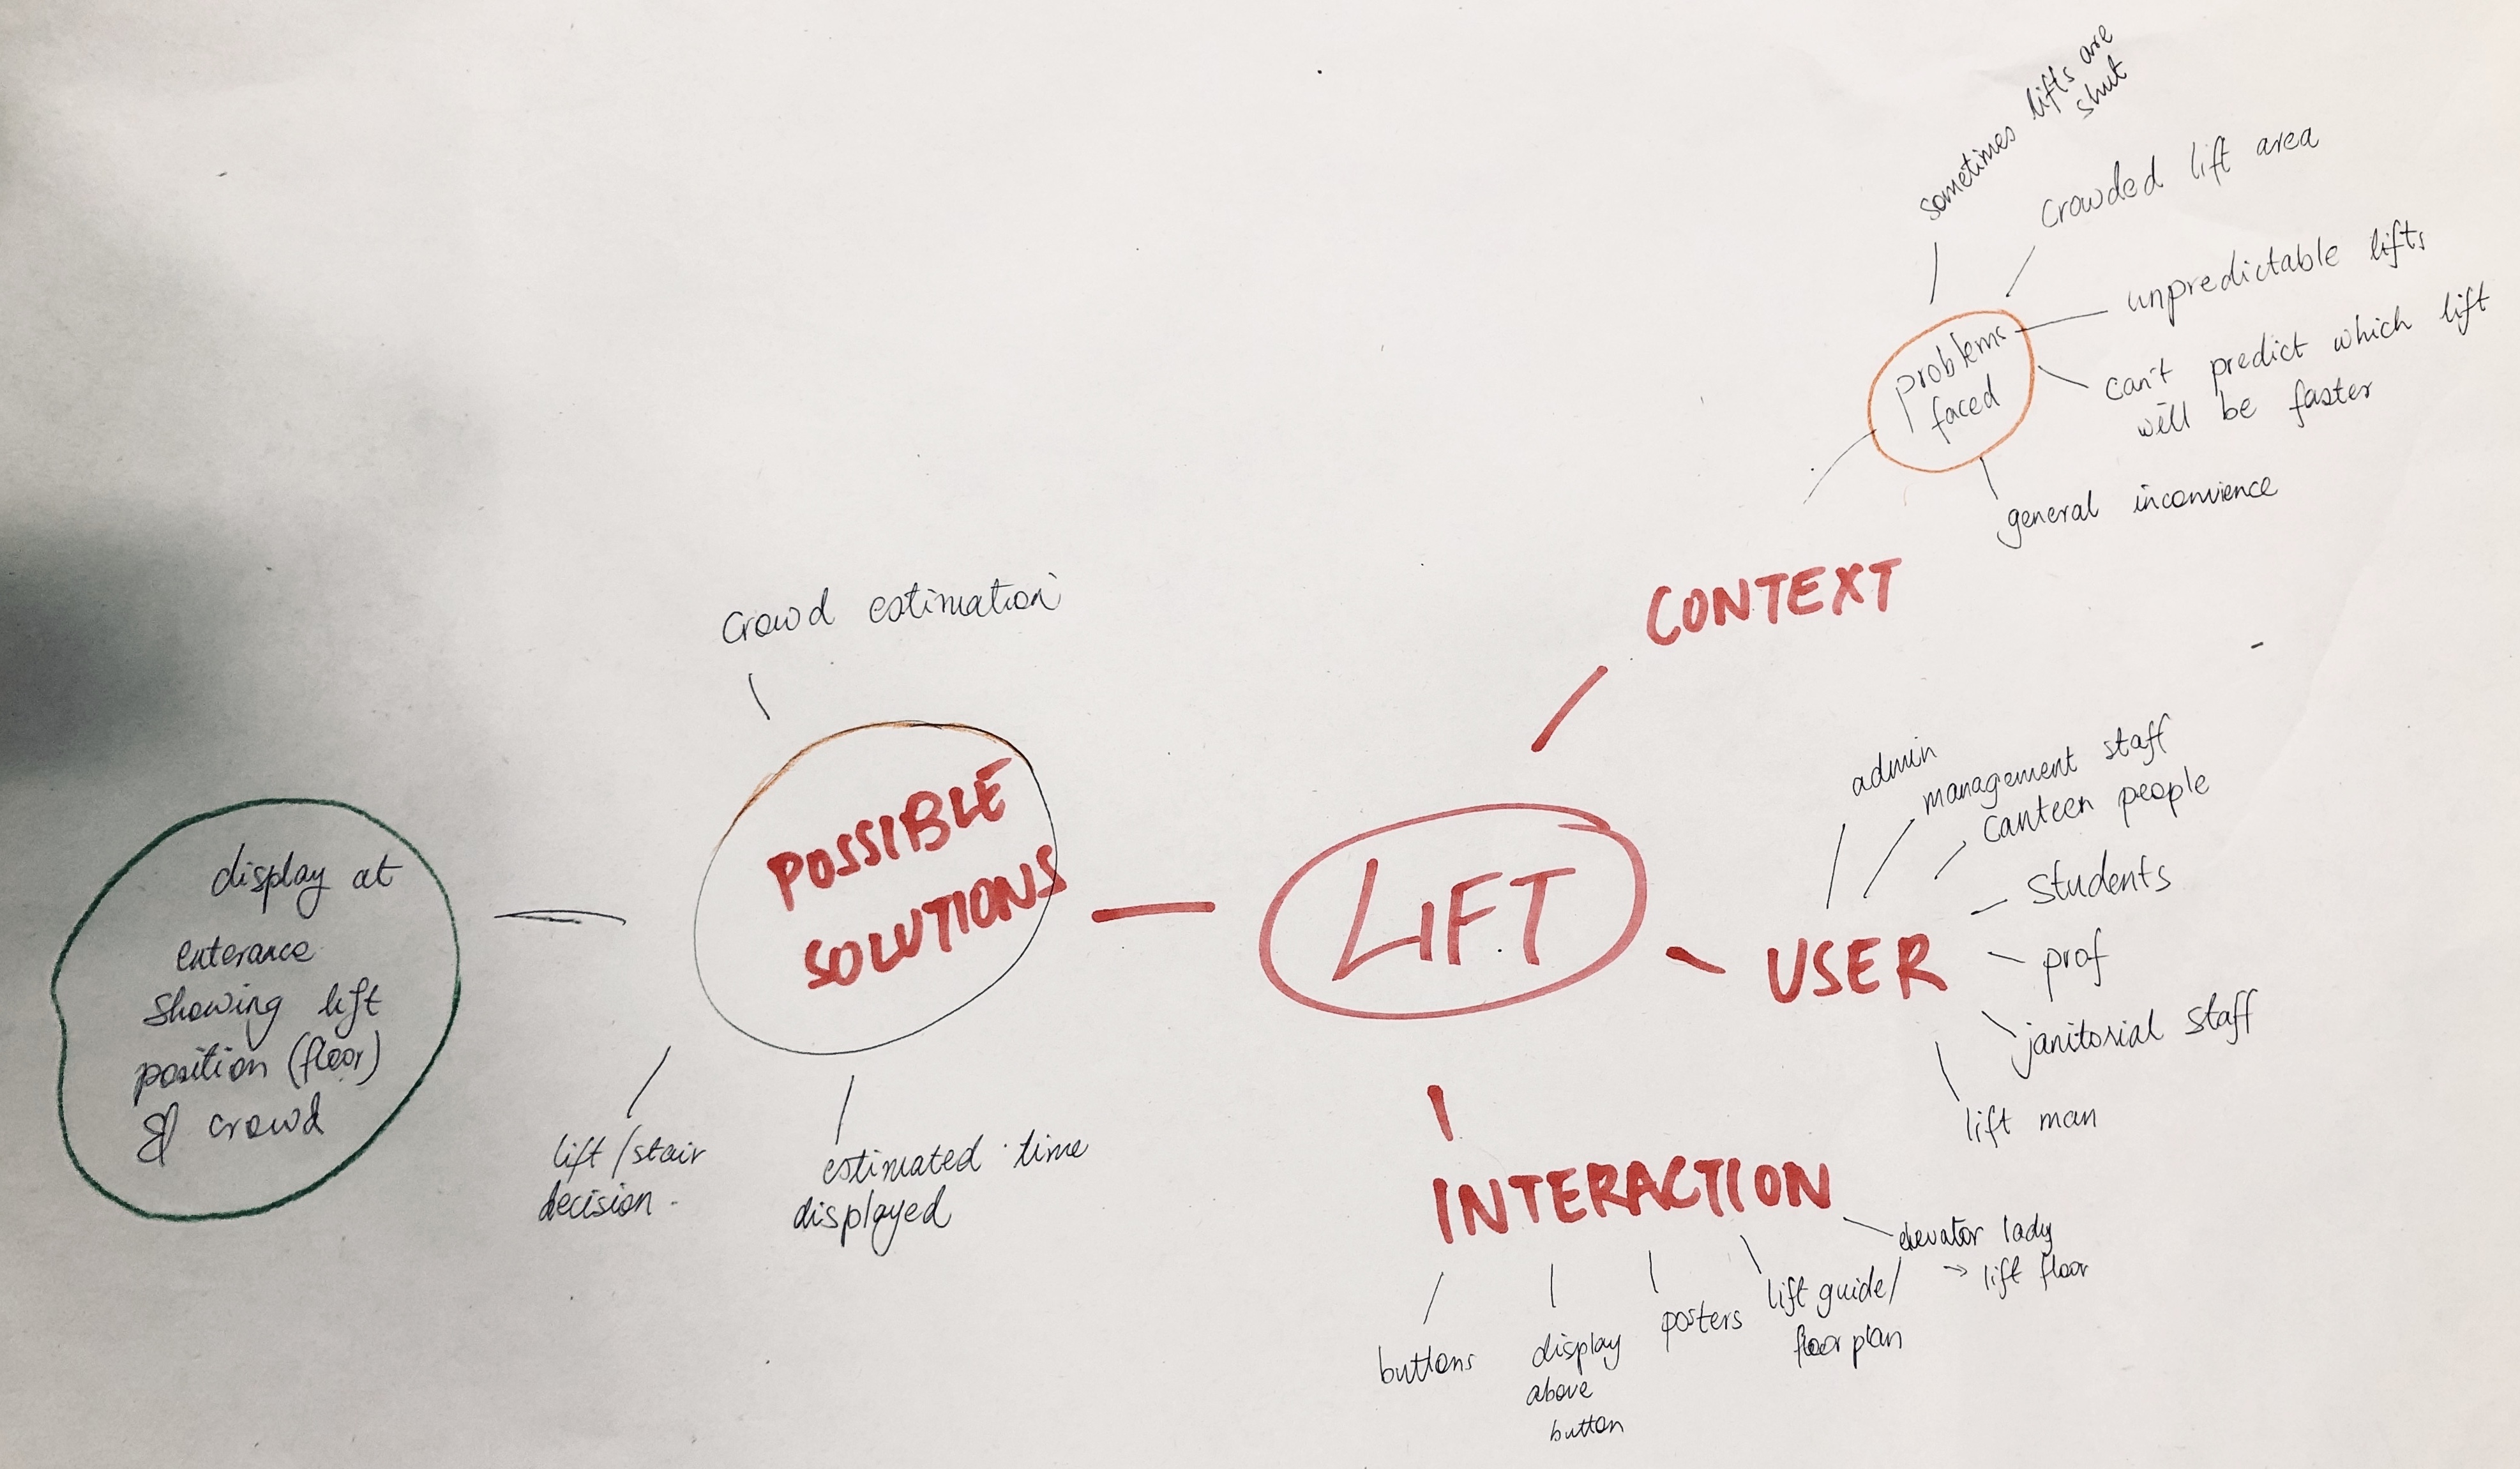 sometimes lifts are
shut
crowded lift area
unpredictable lifts
can't predict which lift
will be faster
problems
faced
general inconvience
CONTEXT
crowd estimation
POSSIBLE
SOLUTIONS
display at
enterance
showing lift
position (floor)
& crowd
lift/stair
decision.
estimated time
displayed
LIFT
admin
management staff
canteen people
students
prof
janitorial staff
lift man
USER
INTERACTION
buttons
display
above
button
posters
lift guide/
floor plan
elevator lady
→ lift floor